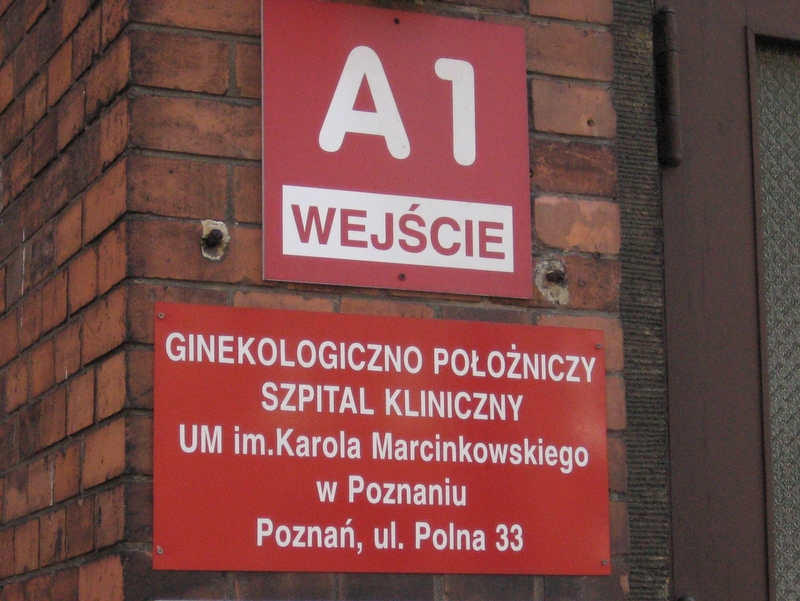 A1
WEJŚCIE
GINEKOLOGICZNO POŁOŻNICZY
SZPITAL KLINICZNY
UM im.Karola Marcinkowskiego
w Poznaniu
Poznań, ul. Polna 33